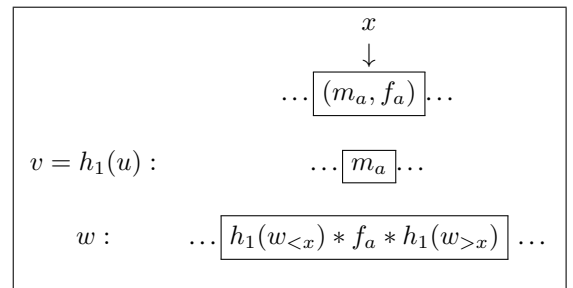 x
↓
… (m_a, f_a) …
v = h_1(u) : … m_a …
w : … h_1(w_{<x}) * f_a * h_1(w_{>x}) …